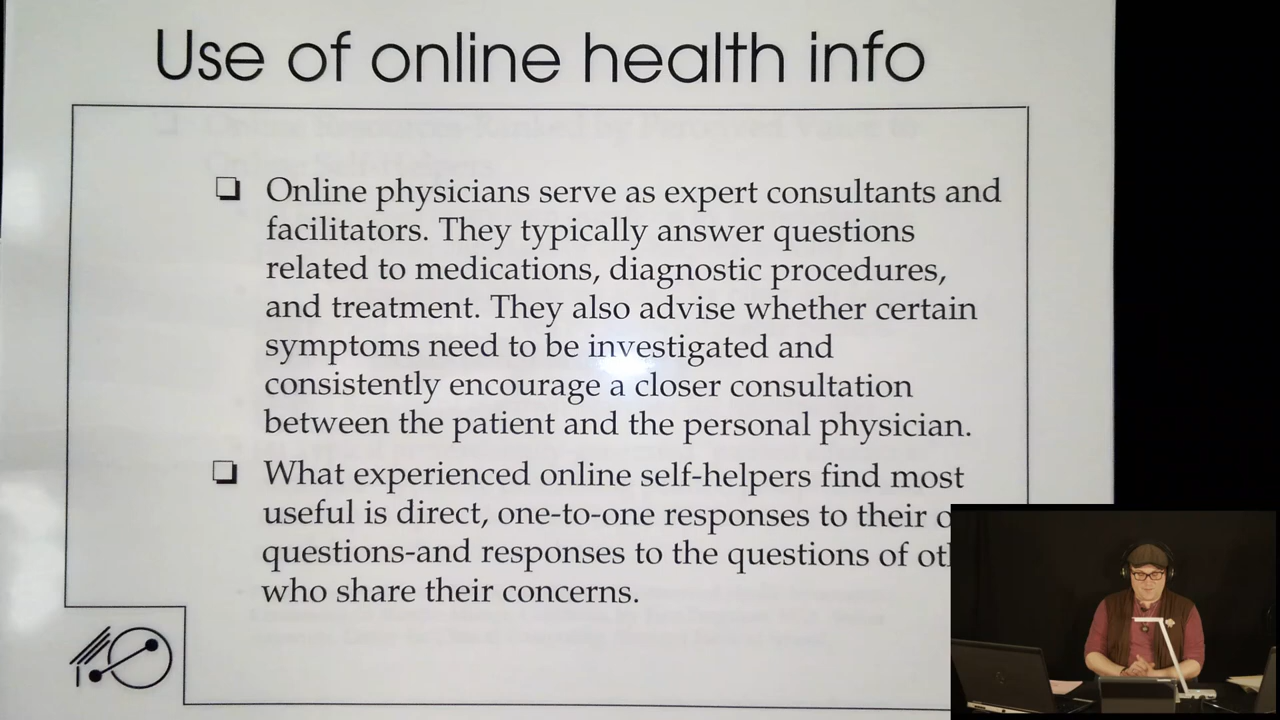 Use of online health info
Online physicians serve as expert consultants and
facilitators. They typically answer questions
related to medications, diagnostic procedures,
and treatment. They also advise whether certain
symptoms need to be investigated and
consistently encourage a closer consultation
between the patient and the personal physician.
What experienced online self-helpers find most
useful is direct, one-to-one responses to their
questions-and responses to the questions of
who share their concerns.